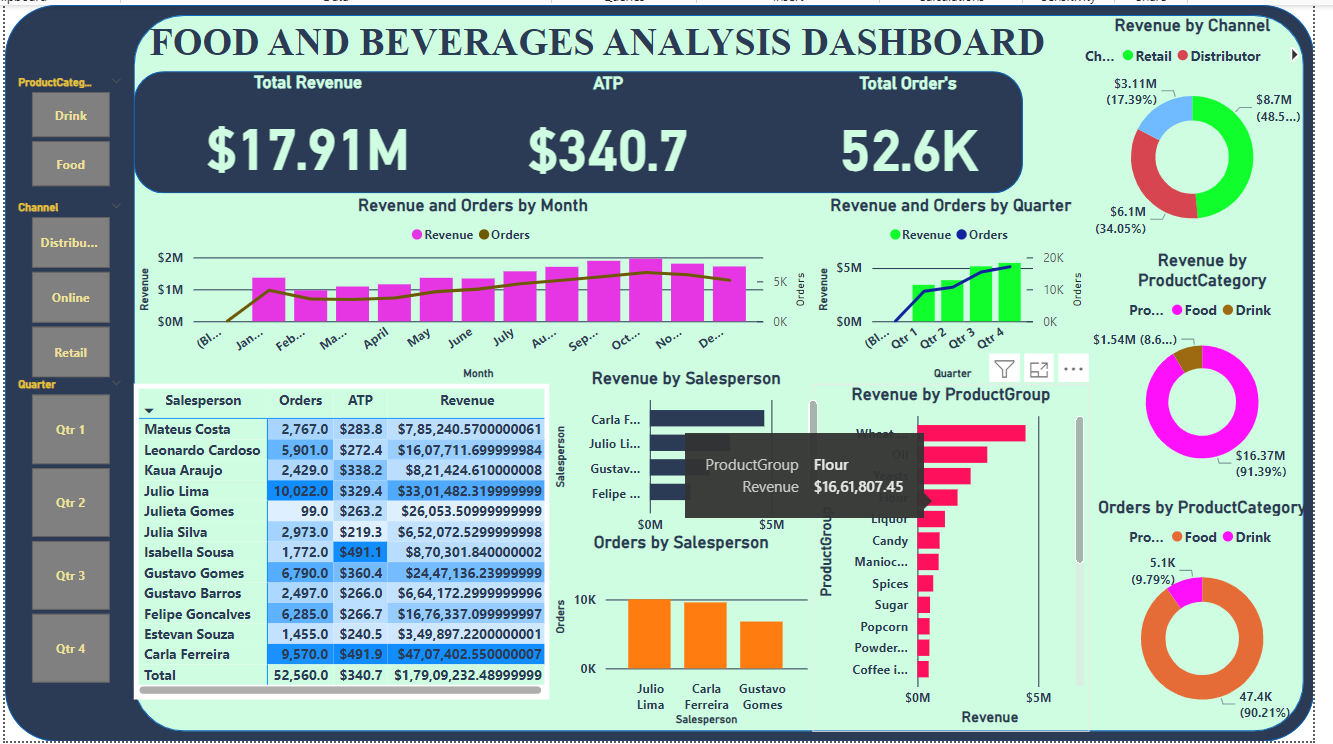 FOOD AND BEVERAGES ANALYSIS DASHBOARD
Total Revenue
ATP
Total Order's
$17.91M
$340.7
52.6K
ProductCateg...
Drink
Food
Channel
Distribu...
Online
Retail
Quarter
Qtr 1
Qtr 2
Qtr 3
Qtr 4
Revenue and Orders by Month
Revenue Orders
$2M
$1M
$0M
Revenue
5K
0K
Orders
(Bl... Jan... Feb... Ma... April May June July Au... Sep... Oct... No... De...
Month
Revenue and Orders by Quarter
Revenue Orders
$5M
$0M
Revenue
20K
10K
0K
Orders
(Bl... Qtr 1 Qtr 2 Qtr 3 Qtr 4
Quarter
Salesperson Orders ATP Revenue
Mateus Costa 2,767.0 $283.8 $7,85,240.5700000061
Leonardo Cardoso 5,901.0 $272.4 $16,07,711.699999984
Kaua Araujo 2,429.0 $338.2 $8,21,424.610000008
Julio Lima 10,022.0 $329.4 $33,01,482.319999999
Julieta Gomes 99.0 $263.2 $26,053.50999999999
Julia Silva 2,973.0 $219.3 $6,52,072.5299999998
Isabella Sousa 1,772.0 $491.1 $8,70,301.840000002
Gustavo Gomes 6,790.0 $360.4 $24,47,136.23999999
Gustavo Barros 2,497.0 $266.0 $6,64,172.2999999996
Felipe Goncalves 6,285.0 $266.7 $16,76,337.099999997
Estevan Souza 1,455.0 $240.5 $3,49,897.2200000001
Carla Ferreira 9,570.0 $491.9 $47,07,402.550000007
Total 52,560.0 $340.7 $1,79,09,232.48999999
Revenue by Salesperson
Salesperson
Carla F...
Julio Li...
Gustav...
Felipe ...
$0M $5M
Orders by Salesperson
Orders
10K
0K
Julio Lima
Carla Ferreira
Gustavo Gomes
Salesperson
Revenue by ProductGroup
ProductGroup
Wheat...
Oil
Liquor
Candy
Manioc...
Spices
Sugar
Popcorn
Powder...
Coffee i...
$0M $5M
Revenue
ProductGroup Flour
Revenue $16,61,807.45
Revenue by Channel
Ch... Retail Distributor
$3.11M
(17.39%)
$8.7M
(48.5...)
$6.1M
(34.05%)
Revenue by
ProductCategory
Pro... Food Drink
$1.54M (8.6...)
$16.37M
(91.39%)
Orders by ProductCategory
Pro... Food Drink
5.1K
(9.79%)
47.4K
(90.21%)